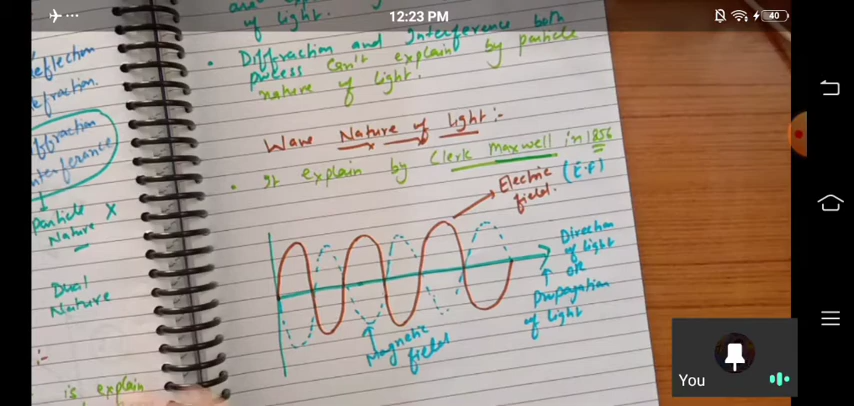 12:23 PM
40
of light.
Diffraction and Interference both
process can't explain by particle
nature of light.
Wave Nature of light :-
It explain by Clerk Maxwell in 1856
Electric
field. (E.F)
Direction
of light
or
Propagation
of light
Magnetic
field
eflection
efraction.
ffraction
nterference
Particle
Nature X
Dual
Nature
:-
is explain
You